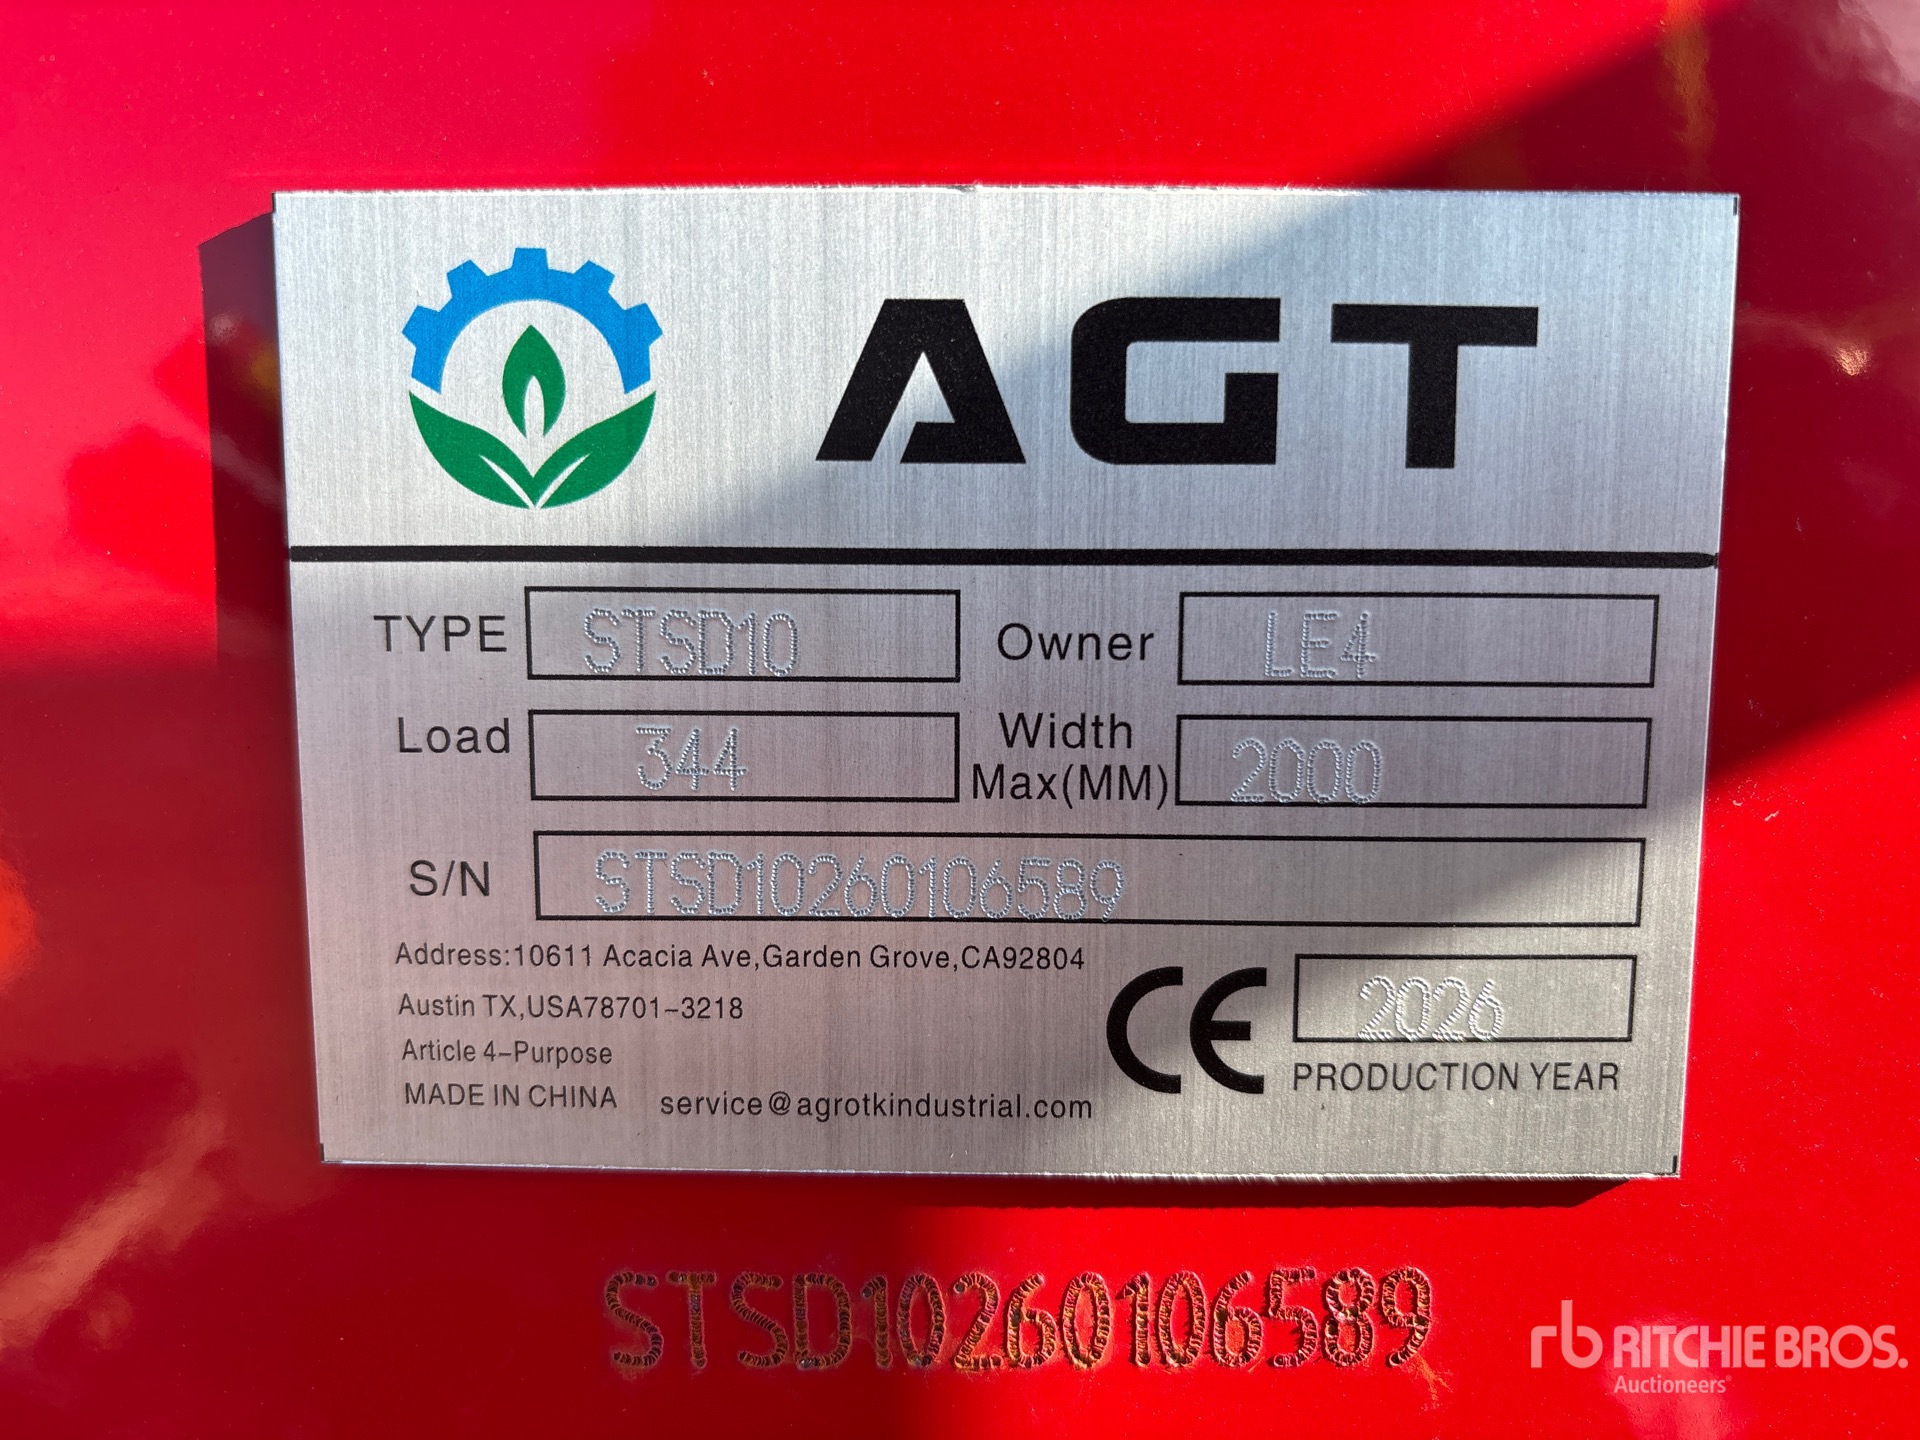 AGT
TYPE STSD10 Owner LE4
Load 344 Width Max(MM) 2000
S/N STSD10260106589
Address:10611 Acacia Ave,Garden Grove,CA92804
Austin TX,USA78701-3218
Article 4-Purpose
MADE IN CHINA service@agrotkindustrial.com
CE 2026
PRODUCTION YEAR
STSD10260106589
rb RITCHIE BROS.
Auctioneers